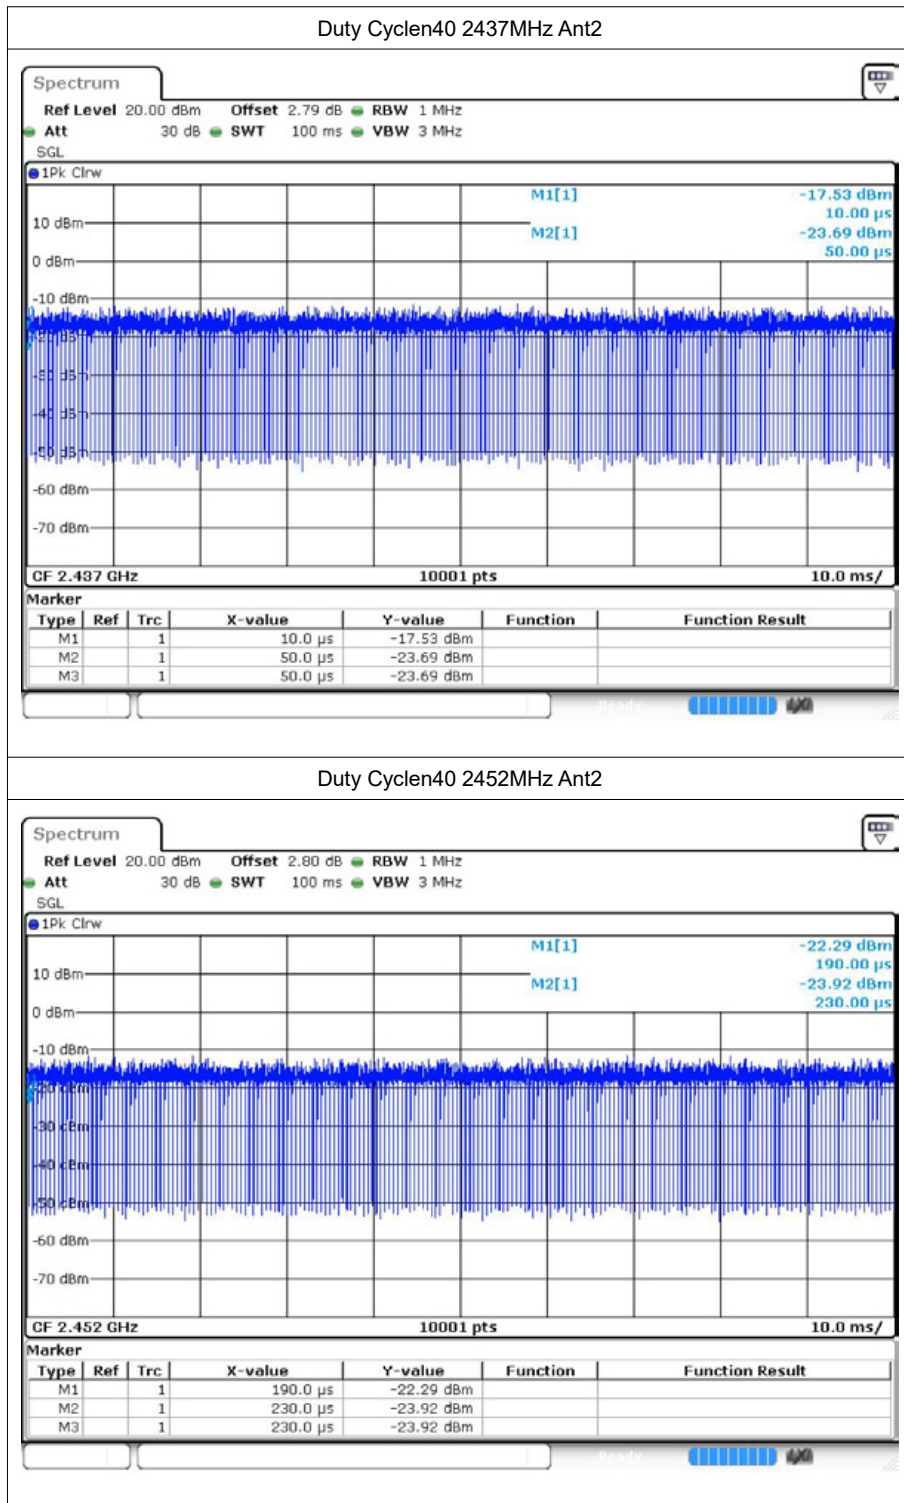 Duty Cyclen40 2437MHz Ant2
Spectrum
Ref Level 20.00 dBm Offset 2.79 dB RBW 1 MHz
Att 30 dB SWT 100 ms VBW 3 MHz
SGL
1Pk Clrw
M1[1] -17.53 dBm
10.00 µs
10 dBm
M2[1] -23.69 dBm
50.00 µs
0 dBm
-10 dBm
-60 dBm
-70 dBm
CF 2.437 GHz 10001 pts 10.0 ms/
Marker
Type Ref Trc X-value Y-value Function Function Result
M1 1 10.0 µs -17.53 dBm
M2 1 50.0 µs -23.69 dBm
M3 1 50.0 µs -23.69 dBm
Ready
Duty Cyclen40 2452MHz Ant2
Spectrum
Ref Level 20.00 dBm Offset 2.80 dB RBW 1 MHz
Att 30 dB SWT 100 ms VBW 3 MHz
SGL
1Pk Clrw
M1[1] -22.29 dBm
190.00 µs
10 dBm
M2[1] -23.92 dBm
230.00 µs
0 dBm
-10 dBm
-20 dBm
-30 dBm
-40 dBm
-50 dBm
-60 dBm
-70 dBm
CF 2.452 GHz 10001 pts 10.0 ms/
Marker
Type Ref Trc X-value Y-value Function Function Result
M1 1 190.0 µs -22.29 dBm
M2 1 230.0 µs -23.92 dBm
M3 1 230.0 µs -23.92 dBm
Ready